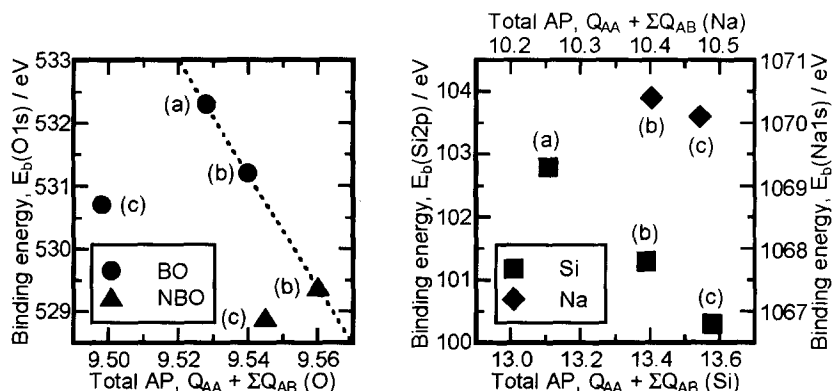 533
532
531
530
529
Binding energy, E_b(O1s) / eV
(a)
(b)
(c)
BO
NBO
(b)
(c)
9.50 9.52 9.54 9.56
Total AP, Q_AA + ΣQ_AB (O)
Total AP, Q_AA + ΣQ_AB (Na)
10.2 10.3 10.4 10.5
104
103
102
101
100
Binding energy, E_b(Si2p) / eV
(a)
(b)
(c)
(b)
(c)
Si
Na
1071
1070
1069
1068
1067
Binding energy, E_b(Na1s) / eV
13.0 13.2 13.4 13.6
Total AP, Q_AA + ΣQ_AB (Si)